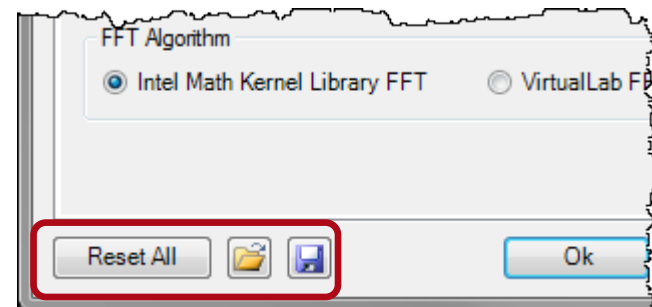 FFT Algorithm
Intel Math Kernel Library FFT VirtualLab
Reset All Ok